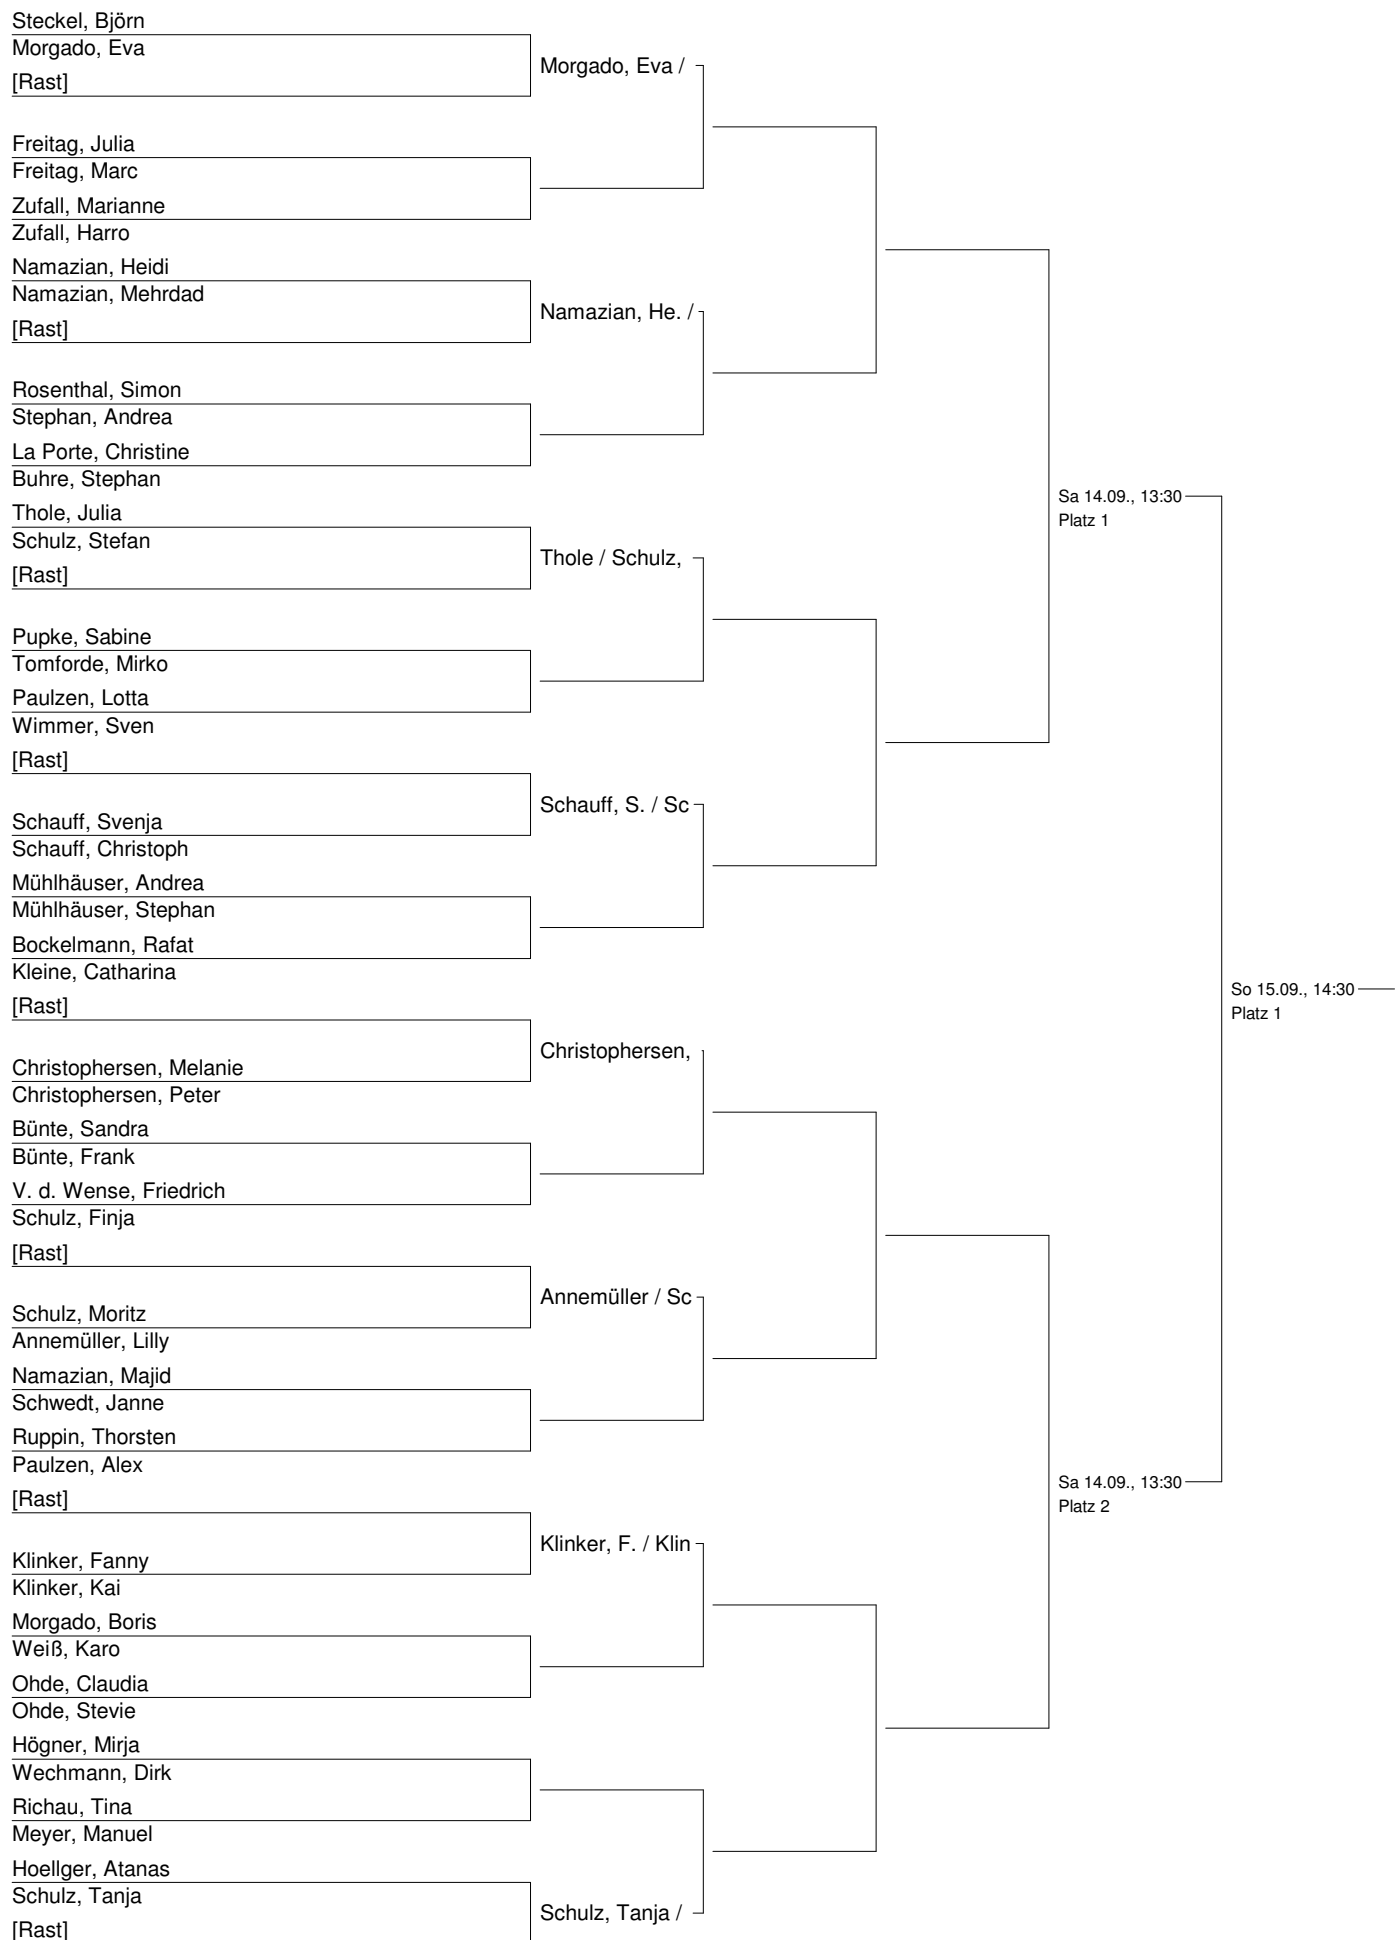 Steckel, Björn
Morgado, Eva
[Rast]
Morgado, Eva /
Freitag, Julia
Freitag, Marc
Zufall, Marianne
Zufall, Harro
Namazian, Heidi
Namazian, Mehrdad
[Rast]
Namazian, He. /
Rosenthal, Simon
Stephan, Andrea
La Porte, Christine
Buhre, Stephan
Thole, Julia
Schulz, Stefan
[Rast]
Thole / Schulz,
Pupke, Sabine
Tomforde, Mirko
Paulzen, Lotta
Wimmer, Sven
[Rast]
Schauff, Svenja
Schauff, Christoph
Schauff, S. / Sc
Mühlhäuser, Andrea
Mühlhäuser, Stephan
Bockelmann, Rafat
Kleine, Catharina
[Rast]
Christophersen, Melanie
Christophersen, Peter
Christophersen,
Bünte, Sandra
Bünte, Frank
V. d. Wense, Friedrich
Schulz, Finja
[Rast]
Schulz, Moritz
Annemüller, Lilly
Annemüller / Sc
Namazian, Majid
Schwedt, Janne
Ruppin, Thorsten
Paulzen, Alex
[Rast]
Klinker, Fanny
Klinker, Kai
Klinker, F. / Klin
Morgado, Boris
Weiß, Karo
Ohde, Claudia
Ohde, Stevie
Högner, Mirja
Wechmann, Dirk
Richau, Tina
Meyer, Manuel
Hoellger, Atanas
Schulz, Tanja
[Rast]
Schulz, Tanja /
Sa 14.09., 13:30
Platz 1
Sa 14.09., 13:30
Platz 2
So 15.09., 14:30
Platz 1